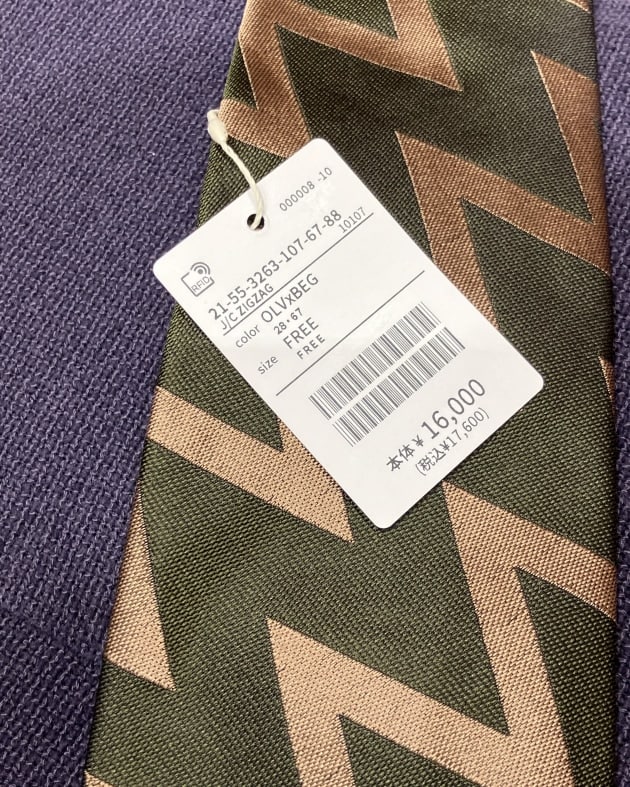 000008 -10
RFID
21-55-3263-107-67-88
J/C ZIGZAG 10107
color OLVxBEG
28・67
size FREE
FREE
本体 ¥16,000
(税込¥17,600)